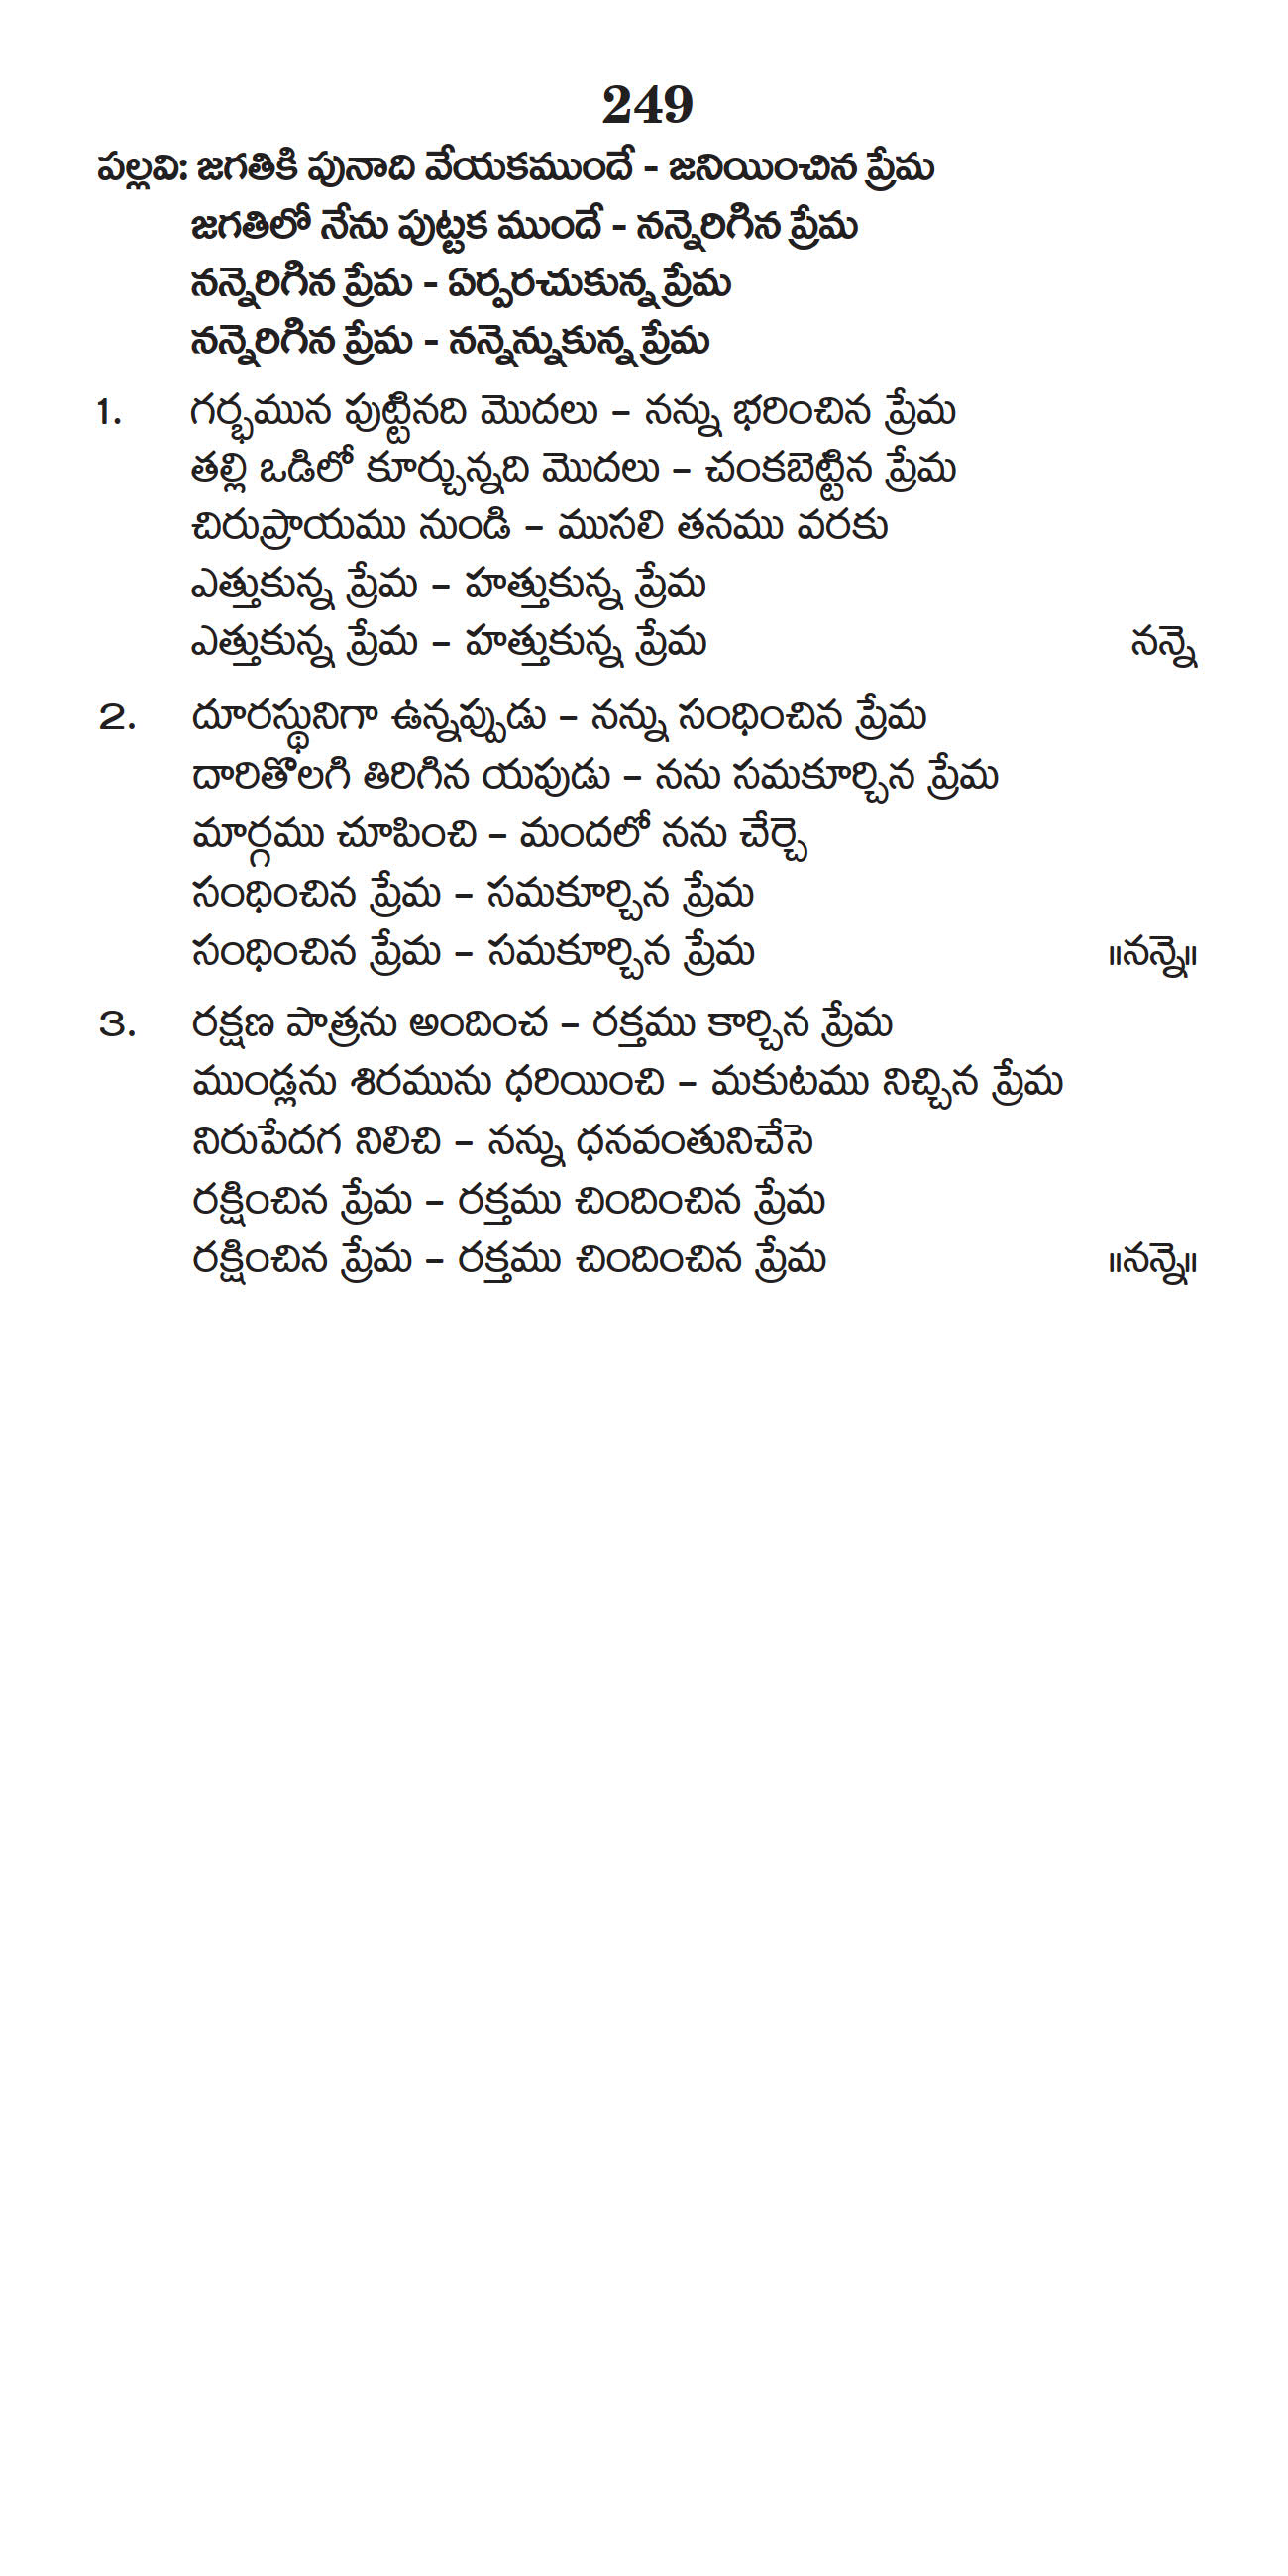 249
పల్లవి: జగతికి పునాది వేయకముందే - జనియించిన ప్రేమ
జగతిలో నేను పుట్టక ముందే - నన్నెరిగిన ప్రేమ
నన్నెరిగిన ప్రేమ - ఏర్పరచుకున్న ప్రేమ
నన్నెరిగిన ప్రేమ - నన్నెన్నుకున్న ప్రేమ
1. గర్భమున పుట్టినది మొదలు – నన్ను భరించిన ప్రేమ
తల్లి ఒడిలో కూర్చున్నది మొదలు – చంకబెట్టిన ప్రేమ
చిరుప్రాయము నుండి – ముసలి తనము వరకు
ఎత్తుకున్న ప్రేమ – హత్తుకున్న ప్రేమ
ఎత్తుకున్న ప్రేమ – హత్తుకున్న ప్రేమ నన్నె
2. దూరస్థునిగా ఉన్నప్పుడు – నన్ను సంధించిన ప్రేమ
దారితొలగి తిరిగిన యపుడు – నను సమకూర్చిన ప్రేమ
మార్గము చూపించి – మందలో నను చేర్చె
సంధించిన ప్రేమ – సమకూర్చిన ప్రేమ
సంధించిన ప్రేమ – సమకూర్చిన ప్రేమ ॥నన్నె॥
3. రక్షణ పాత్రను అందించ – రక్తము కార్చిన ప్రేమ
ముండ్లను శిరమును ధరియించి – మకుటము నిచ్చిన ప్రేమ
నిరుపేదగ నిలిచి – నన్ను ధనవంతునిచేసె
రక్షించిన ప్రేమ – రక్తము చిందించిన ప్రేమ
రక్షించిన ప్రేమ – రక్తము చిందించిన ప్రేమ ॥నన్నె॥